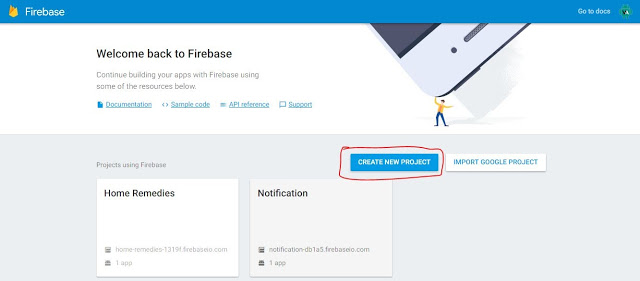 Firebase
Go to docs
Welcome back to Firebase
Continue building your apps with Firebase using
some of the resources below.
Documentation <> Sample code API reference Support
Projects using Firebase
CREATE NEW PROJECT
IMPORT GOOGLE PROJECT
Home Remedies
home-remedies-1319f.firebaseio.com
1 app
Notification
notification-db1a5.firebaseio.com
1 app